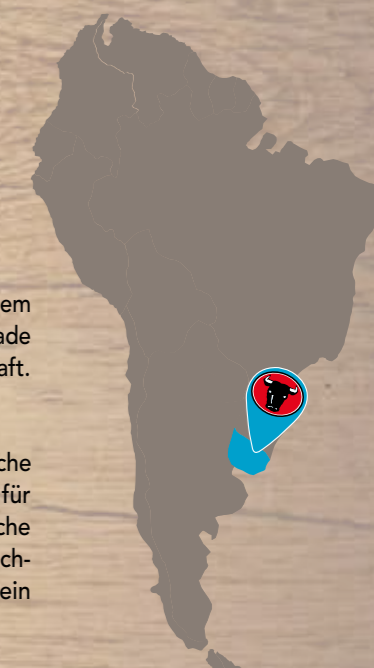 em
ade
aft.
che
für
che
ch-
ein